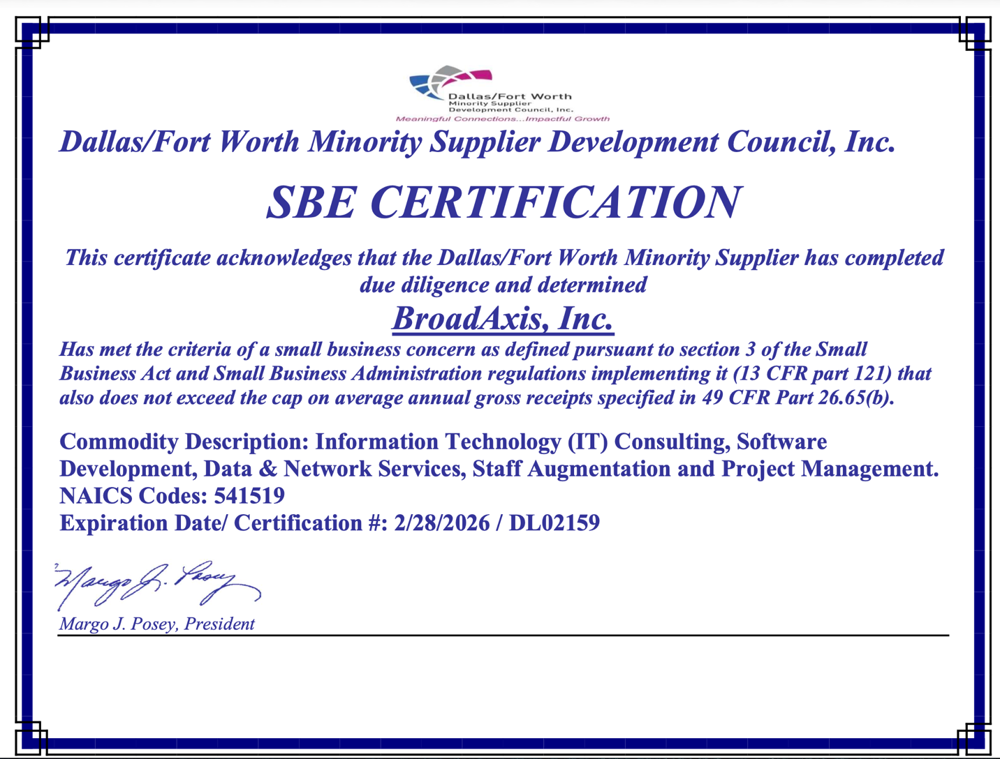 Dallas/Fort Worth
Minority Supplier
Development Council, Inc.
Meaningful Connections...Impactful Growth
Dallas/Fort Worth Minority Supplier Development Council, Inc.
SBE CERTIFICATION
This certificate acknowledges that the Dallas/Fort Worth Minority Supplier has completed
due diligence and determined
BroadAxis, Inc.
Has met the criteria of a small business concern as defined pursuant to section 3 of the Small
Business Act and Small Business Administration regulations implementing it (13 CFR part 121) that
also does not exceed the cap on average annual gross receipts specified in 49 CFR Part 26.65(b).
Commodity Description: Information Technology (IT) Consulting, Software
Development, Data & Network Services, Staff Augmentation and Project Management.
NAICS Codes: 541519
Expiration Date/ Certification #: 2/28/2026 / DL02159
Margo J. Posey
Margo J. Posey, President